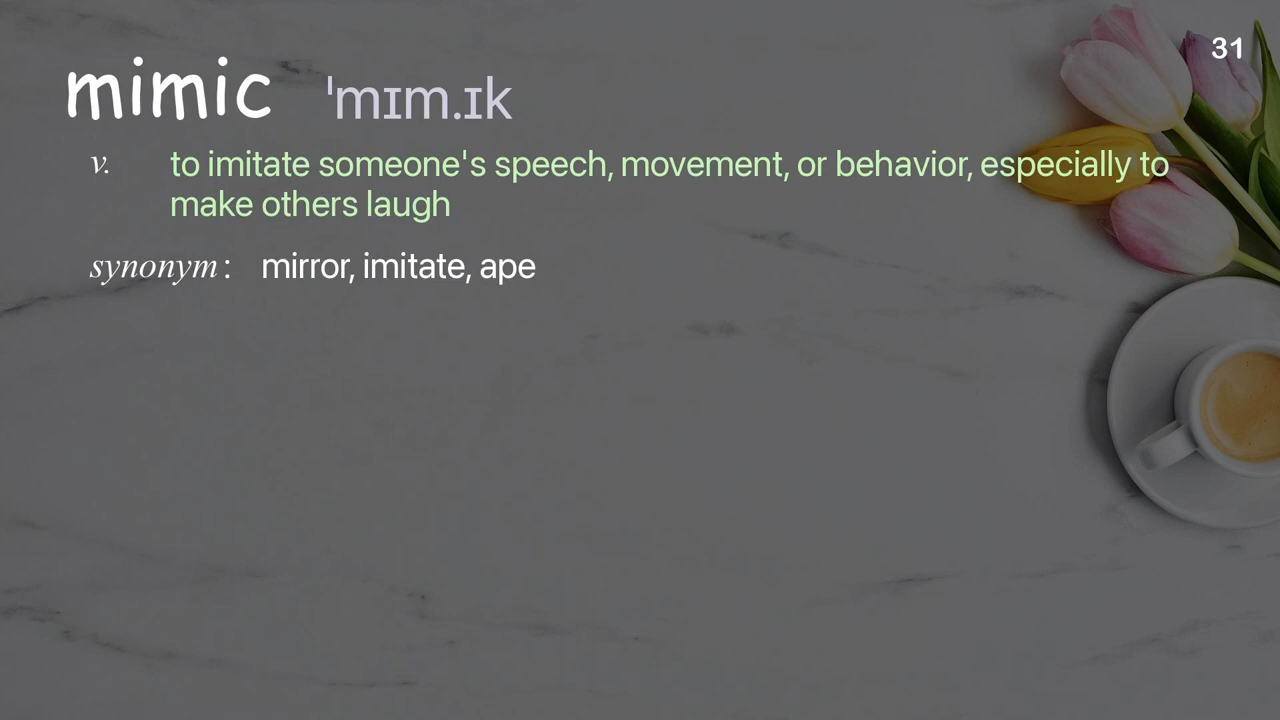 31
mimic ˈmɪm.ɪk
v. to imitate someone's speech, movement, or behavior, especially to
make others laugh
synonym: mirror, imitate, ape